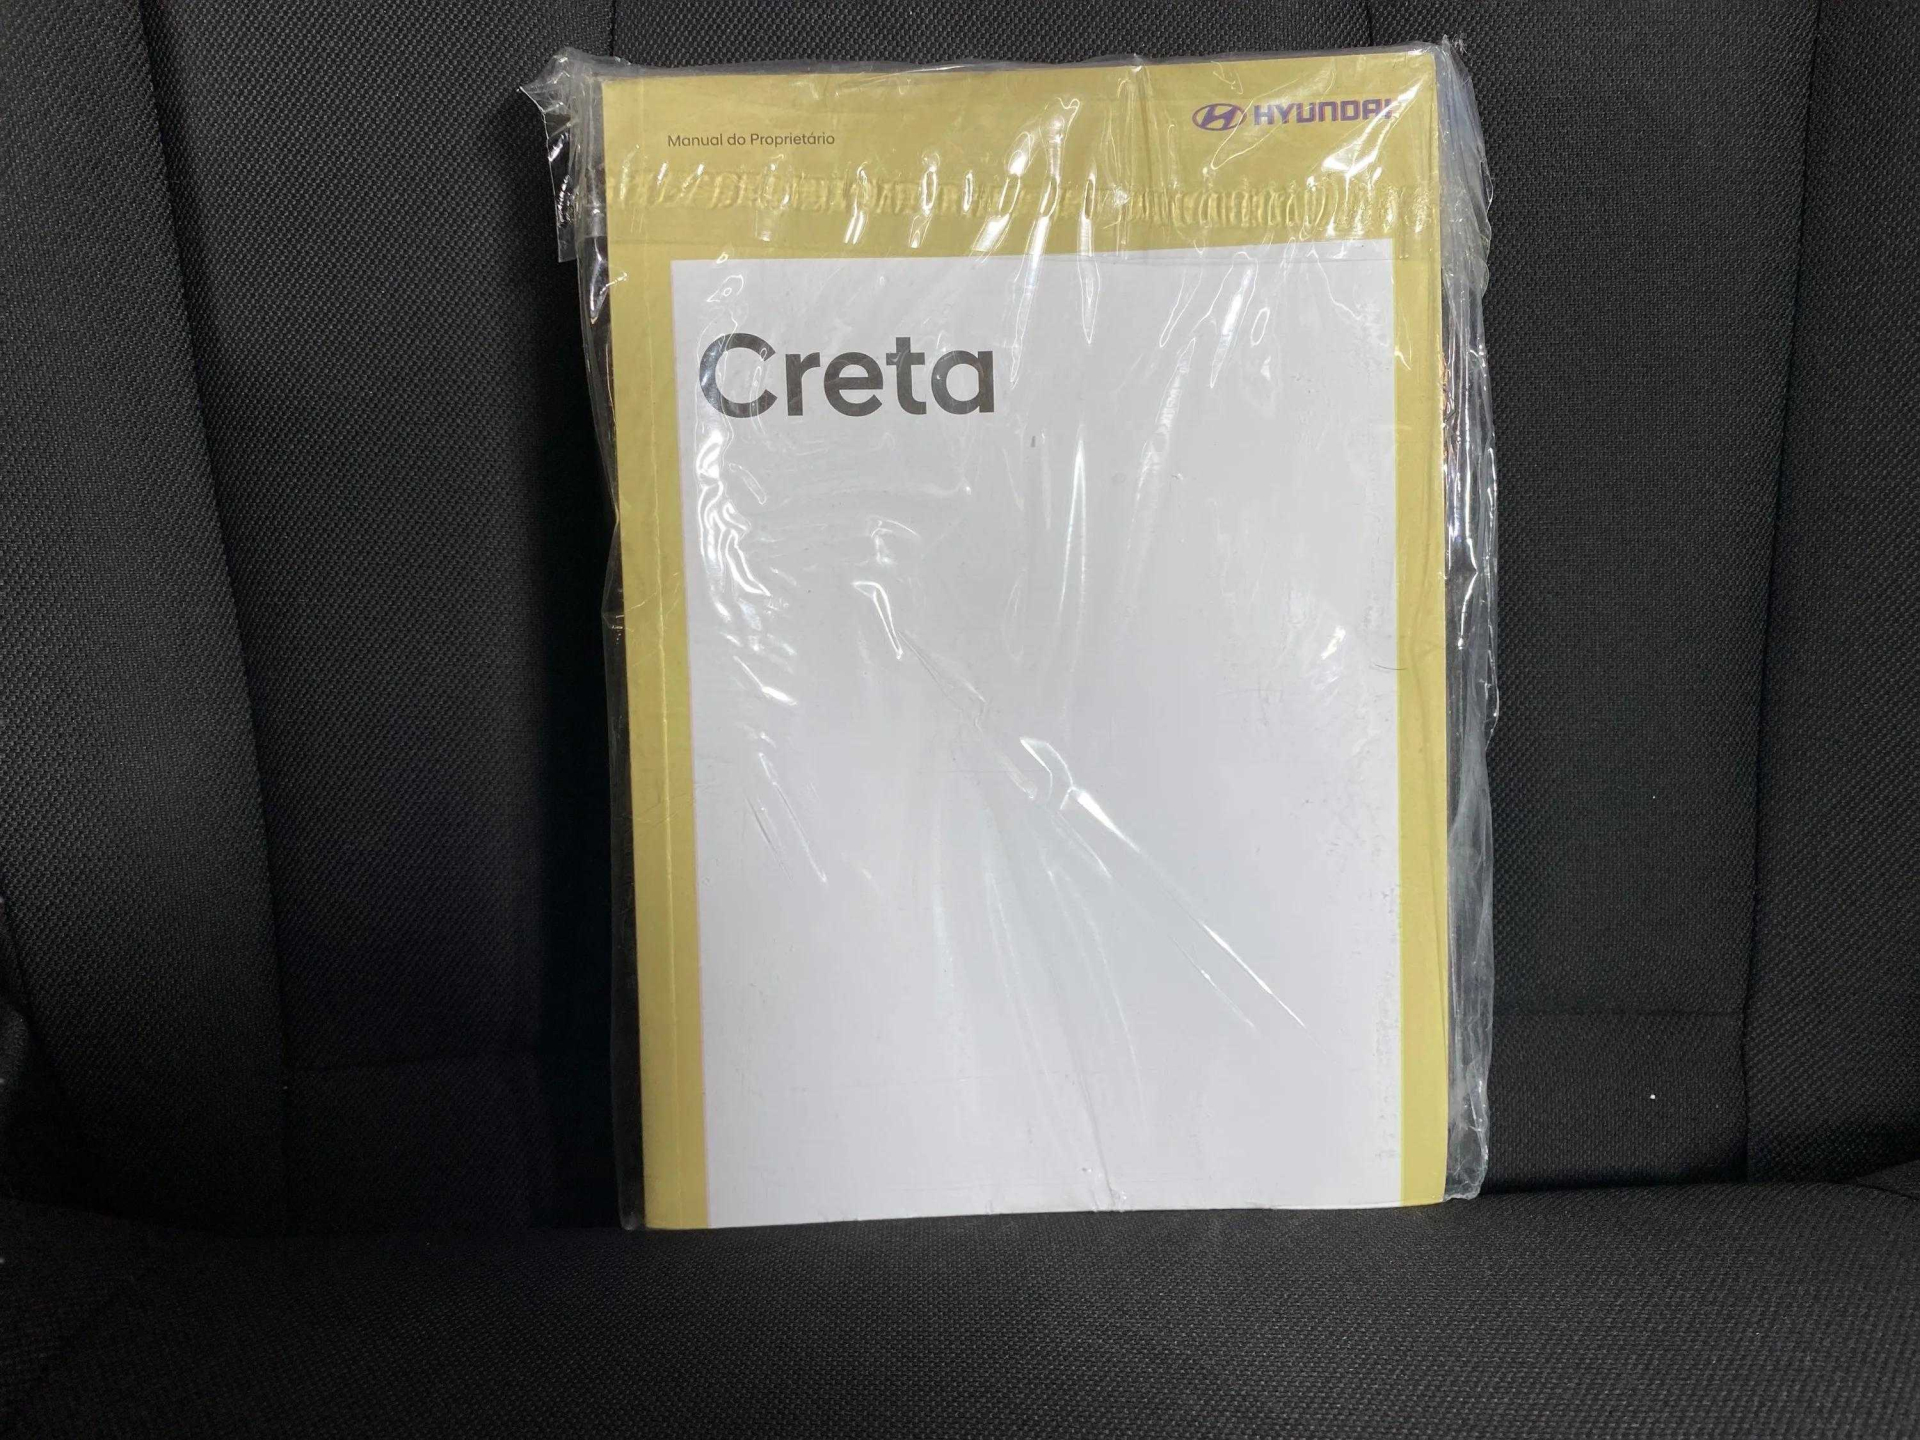 Manual do Proprietário
HYUNDAI
Creta